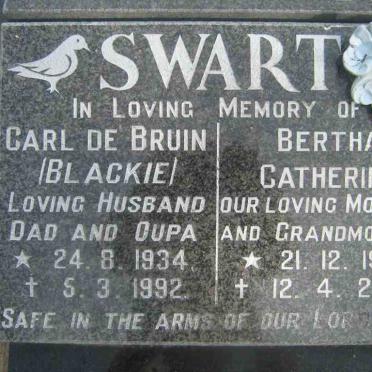 SWART
IN LOVING MEMORY OF
CARL DE BRUIN
/BLACKIE/
LOVING HUSBAND
DAD AND OUPA
★ 24. 8. 1934.
† 5. 3. 1992.
BERTHA
CATHERI
OUR LOVING MO
AND GRANDMO
★ 21. 12. 1
† 12. 4. 2
SAFE IN THE ARMS OF OUR LORD